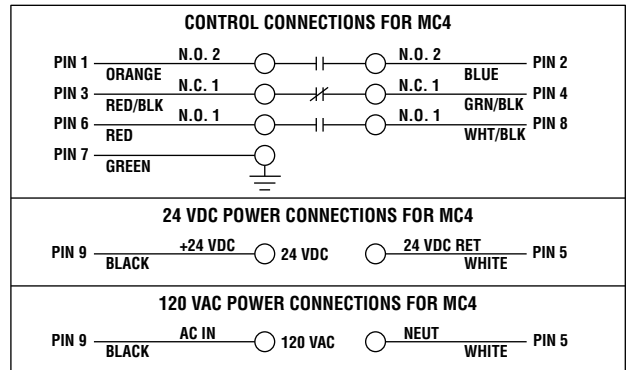 CONTROL CONNECTIONS FOR MC4
PIN 1 N.O. 2 N.O. 2 PIN 2
ORANGE BLUE
PIN 3 N.C. 1 N.C. 1 PIN 4
RED/BLK GRN/BLK
PIN 6 N.O. 1 N.O. 1 PIN 8
RED WHT/BLK
PIN 7
GREEN
24 VDC POWER CONNECTIONS FOR MC4
PIN 9 +24 VDC 24 VDC 24 VDC RET PIN 5
BLACK WHITE
120 VAC POWER CONNECTIONS FOR MC4
PIN 9 AC IN 120 VAC NEUT PIN 5
BLACK WHITE